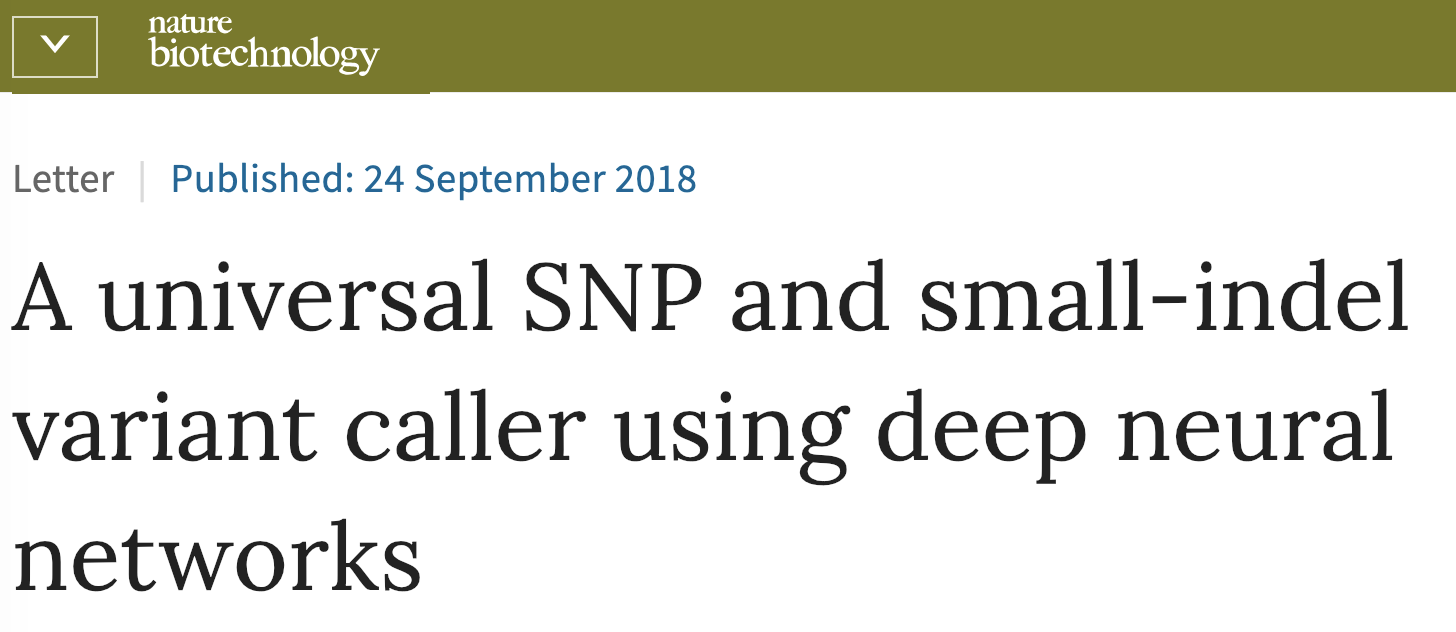 nature
biotechnology
Letter | Published: 24 September 2018
A universal SNP and small-indel
variant caller using deep neural
networks